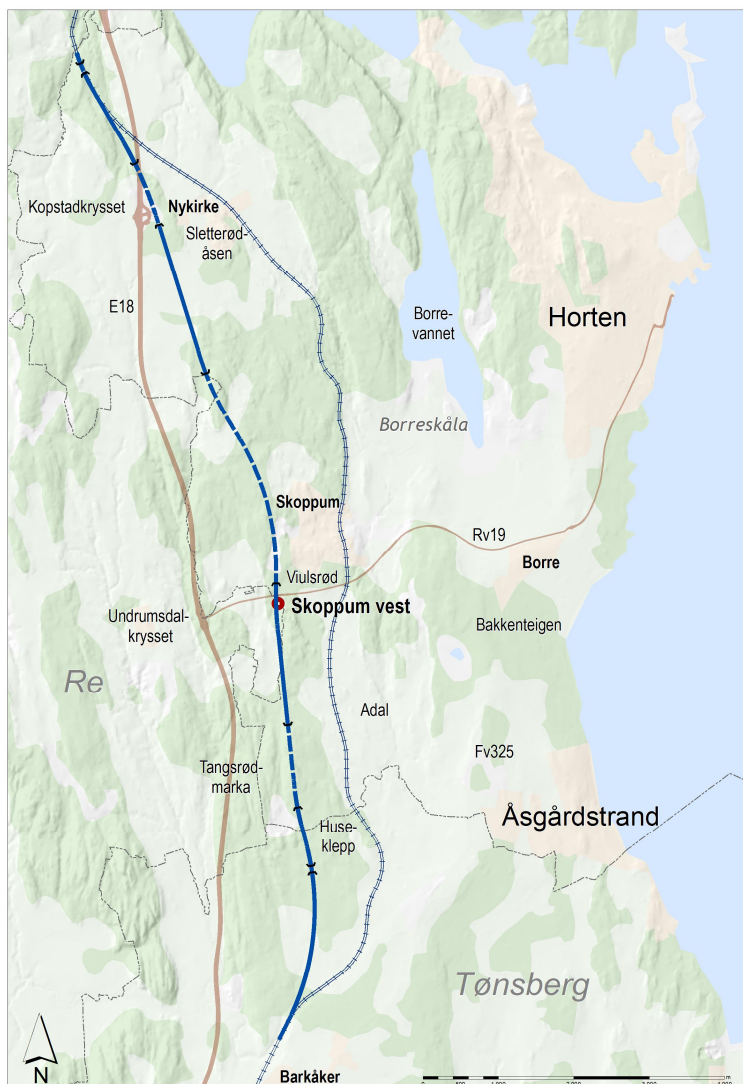 Kopstadkrysset
Nykirke
Sletterød-
åsen
E18
Borre-
vannet
Horten
Borreskåla
Skoppum
Rv19
Borre
Viulsrød
Skoppum vest
Undrumsdal-
krysset
Bakkenteigen
Re
Adal
Fv325
Tangsrød-
marka
Åsgårdstrand
Huse-
klepp
Tønsberg
N
Barkåker